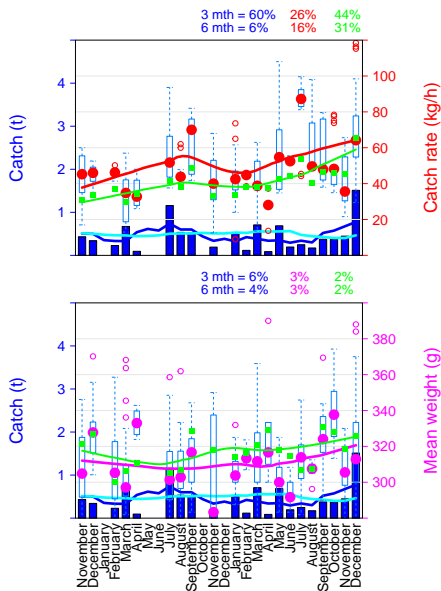 3 mth = 60% 26% 44%
6 mth = 6% 16% 31%
Catch (t)
5
4
3
2
1
Catch rate (kg/h)
120
100
80
60
40
20
3 mth = 6% 3% 2%
6 mth = 4% 3% 2%
Catch (t)
4
3
2
1
Mean weight (g)
380
360
340
320
300
November
December
January
February
March
April
May
June
July
August
September
October
November
December
January
February
March
April
May
June
July
August
September
October
November
December